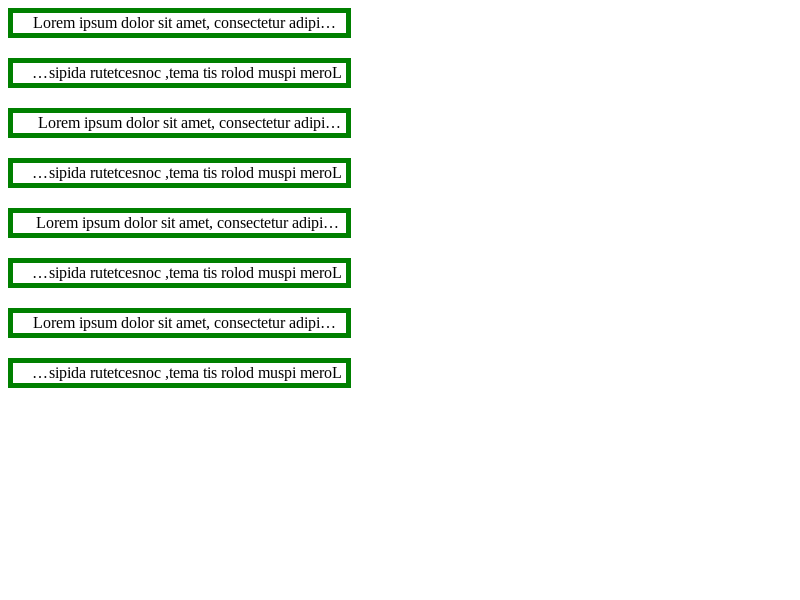 Lorem ipsum dolor sit amet, consectetur adipi…
…sipida rutetcesnoc ,tema tis rolod muspi meroL
Lorem ipsum dolor sit amet, consectetur adipi…
…sipida rutetcesnoc ,tema tis rolod muspi meroL
Lorem ipsum dolor sit amet, consectetur adipi…
…sipida rutetcesnoc ,tema tis rolod muspi meroL
Lorem ipsum dolor sit amet, consectetur adipi…
…sipida rutetcesnoc ,tema tis rolod muspi meroL